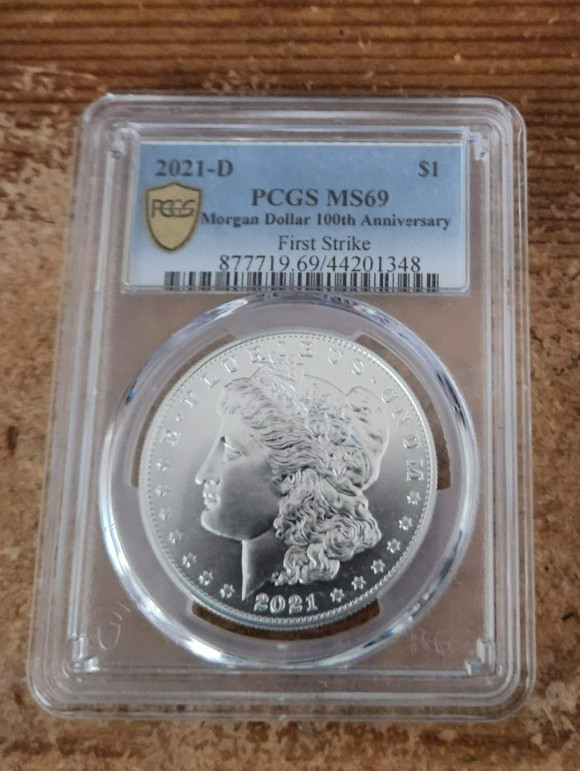 2021-D $1
PCGS
PCGS MS69
Morgan Dollar 100th Anniversary
First Strike
877719.69/44201348
E·PLURIBUS·UNUM
2021